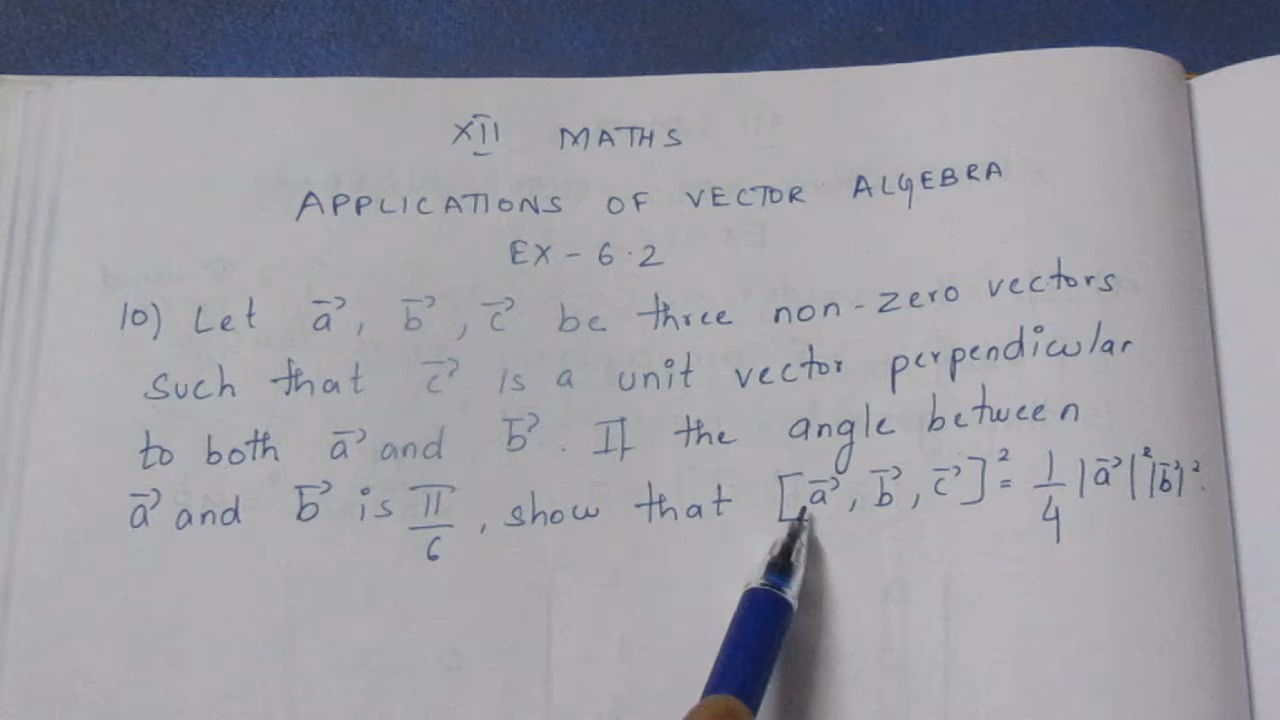 XII MATHS
APPLICATIONS OF VECTOR ALGEBRA
EX - 6.2
10) Let a⃗, b⃗, c⃗ be three non-zero vectors
such that c⃗ is a unit vector perpendicular
to both a⃗ and b⃗. If the angle between
a⃗ and b⃗ is π/6, show that [a⃗, b⃗, c⃗]² = 1/4 |a⃗|²|b⃗|².